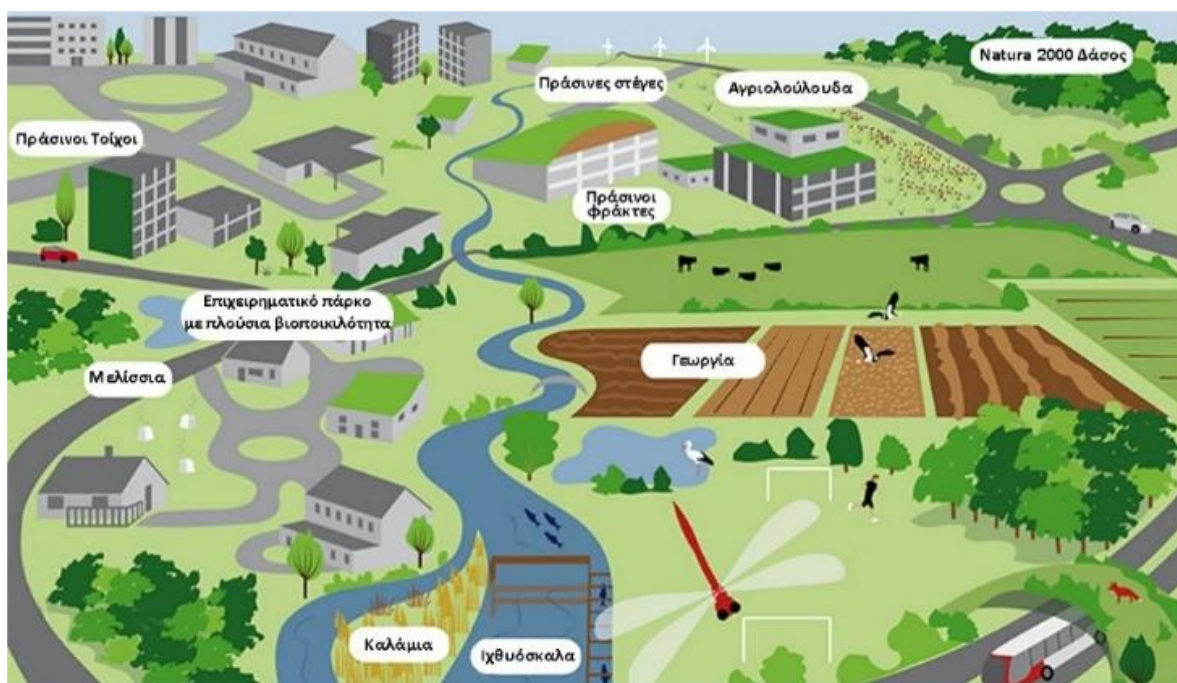 Natura 2000 Δάσος
Πράσινες στέγες
Αγριολούλουδα
Πράσινοι Τοίχοι
Πράσινοι
φράκτες
Επιχειρηματικό πάρκο
με πλούσια βιοποικιλότητα
Γεωργία
Μελίσσια
Καλάμια
Ιχθυόσκαλα